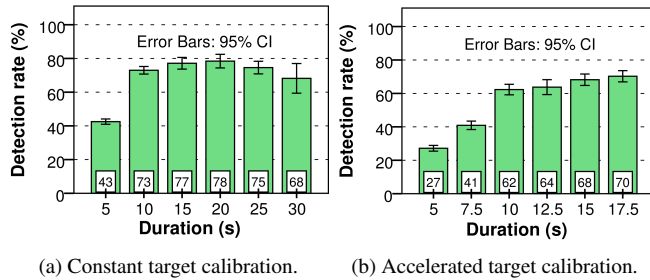 Detection rate (%)
100
80
60
40
20
0
Error Bars: 95% CI
43 73 77 78 75 68
5 10 15 20 25 30
Duration (s)
(a) Constant target calibration.
Detection rate (%)
100
80
60
40
20
0
Error Bars: 95% CI
27 41 62 64 68 70
5 7.5 10 12.5 15 17.5
Duration (s)
(b) Accelerated target calibration.